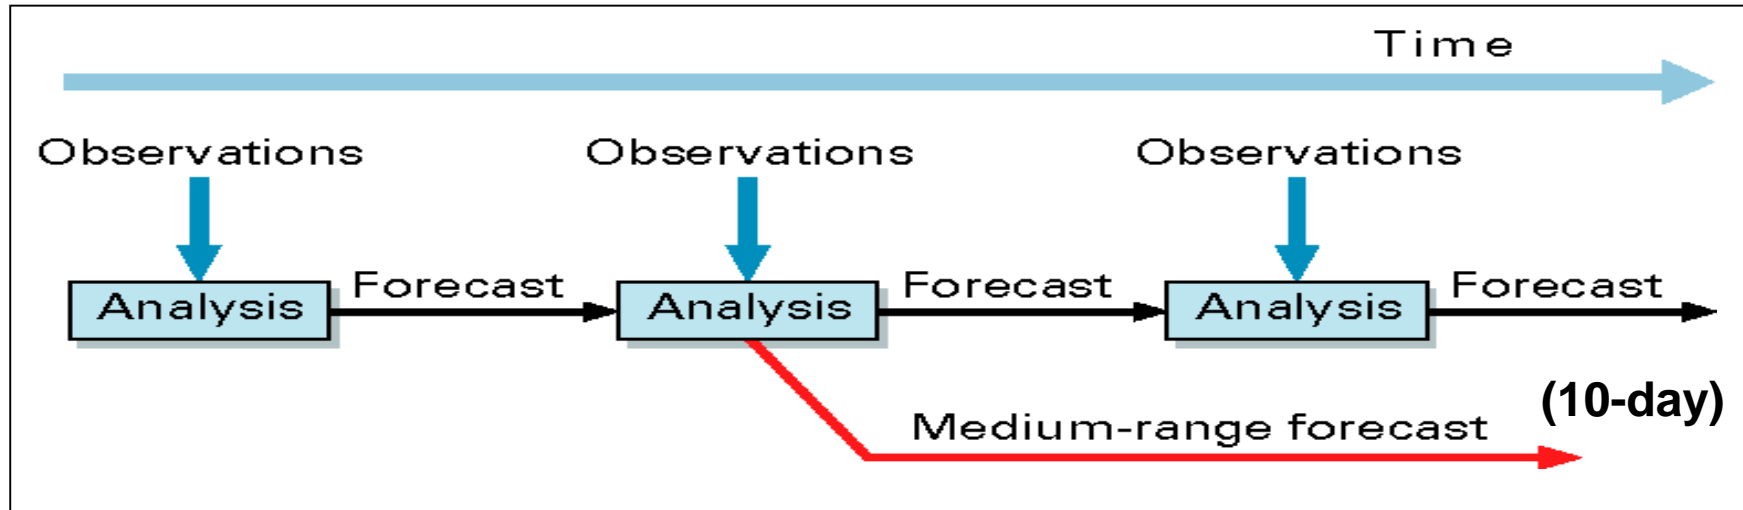 Time
Observations Observations Observations
Forecast Forecast Forecast
Analysis Analysis Analysis
(10-day)
Medium-range forecast